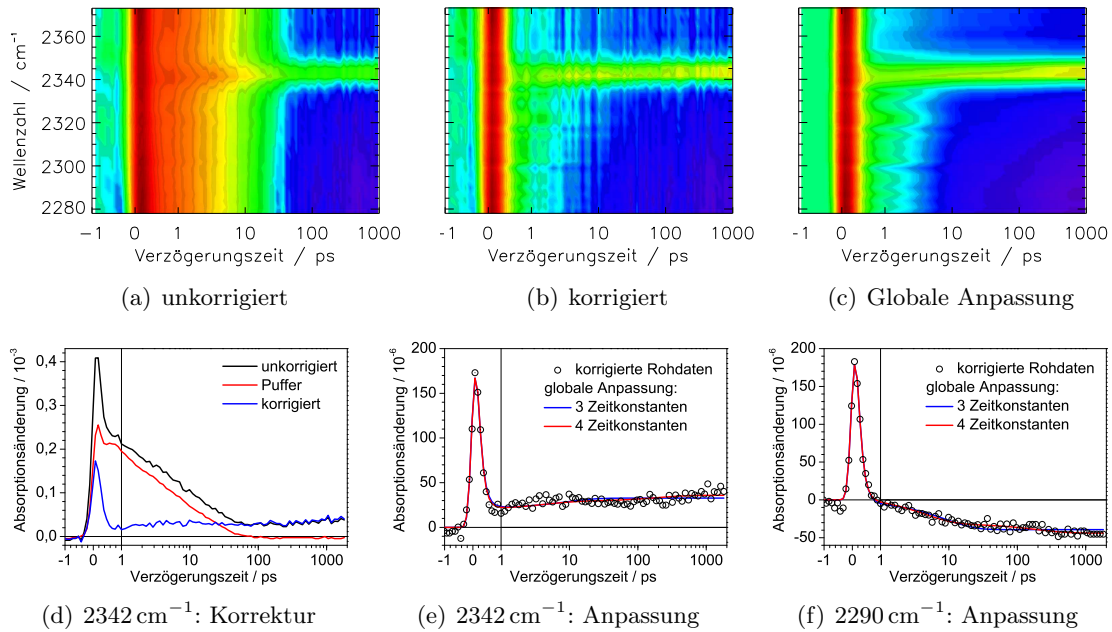 Wellenzahl / cm⁻¹
2360
2340
2320
2300
2280
-1 0 1 10 100 1000
Verzögerungszeit / ps
(a) unkorrigiert
-1 0 1 10 100 1000
Verzögerungszeit / ps
(b) korrigiert
-1 0 1 10 100 1000
Verzögerungszeit / ps
(c) Globale Anpassung
Absorptionsänderung / 10⁻³
0,4
0,3
0,2
0,1
0,0
unkorrigiert
Puffer
korrigiert
-1 0 1 10 100 1000
Verzögerungszeit / ps
(d) 2342 cm⁻¹: Korrektur
Absorptionsänderung / 10⁻⁶
200
150
100
50
0
korrigierte Rohdaten
globale Anpassung:
3 Zeitkonstanten
4 Zeitkonstanten
-1 0 1 10 100 1000
Verzögerungszeit / ps
(e) 2342 cm⁻¹: Anpassung
Absorptionsänderung / 10⁻⁶
200
150
100
50
0
-50
korrigierte Rohdaten
globale Anpassung:
3 Zeitkonstanten
4 Zeitkonstanten
-1 0 1 10 100 1000
Verzögerungszeit / ps
(f) 2290 cm⁻¹: Anpassung